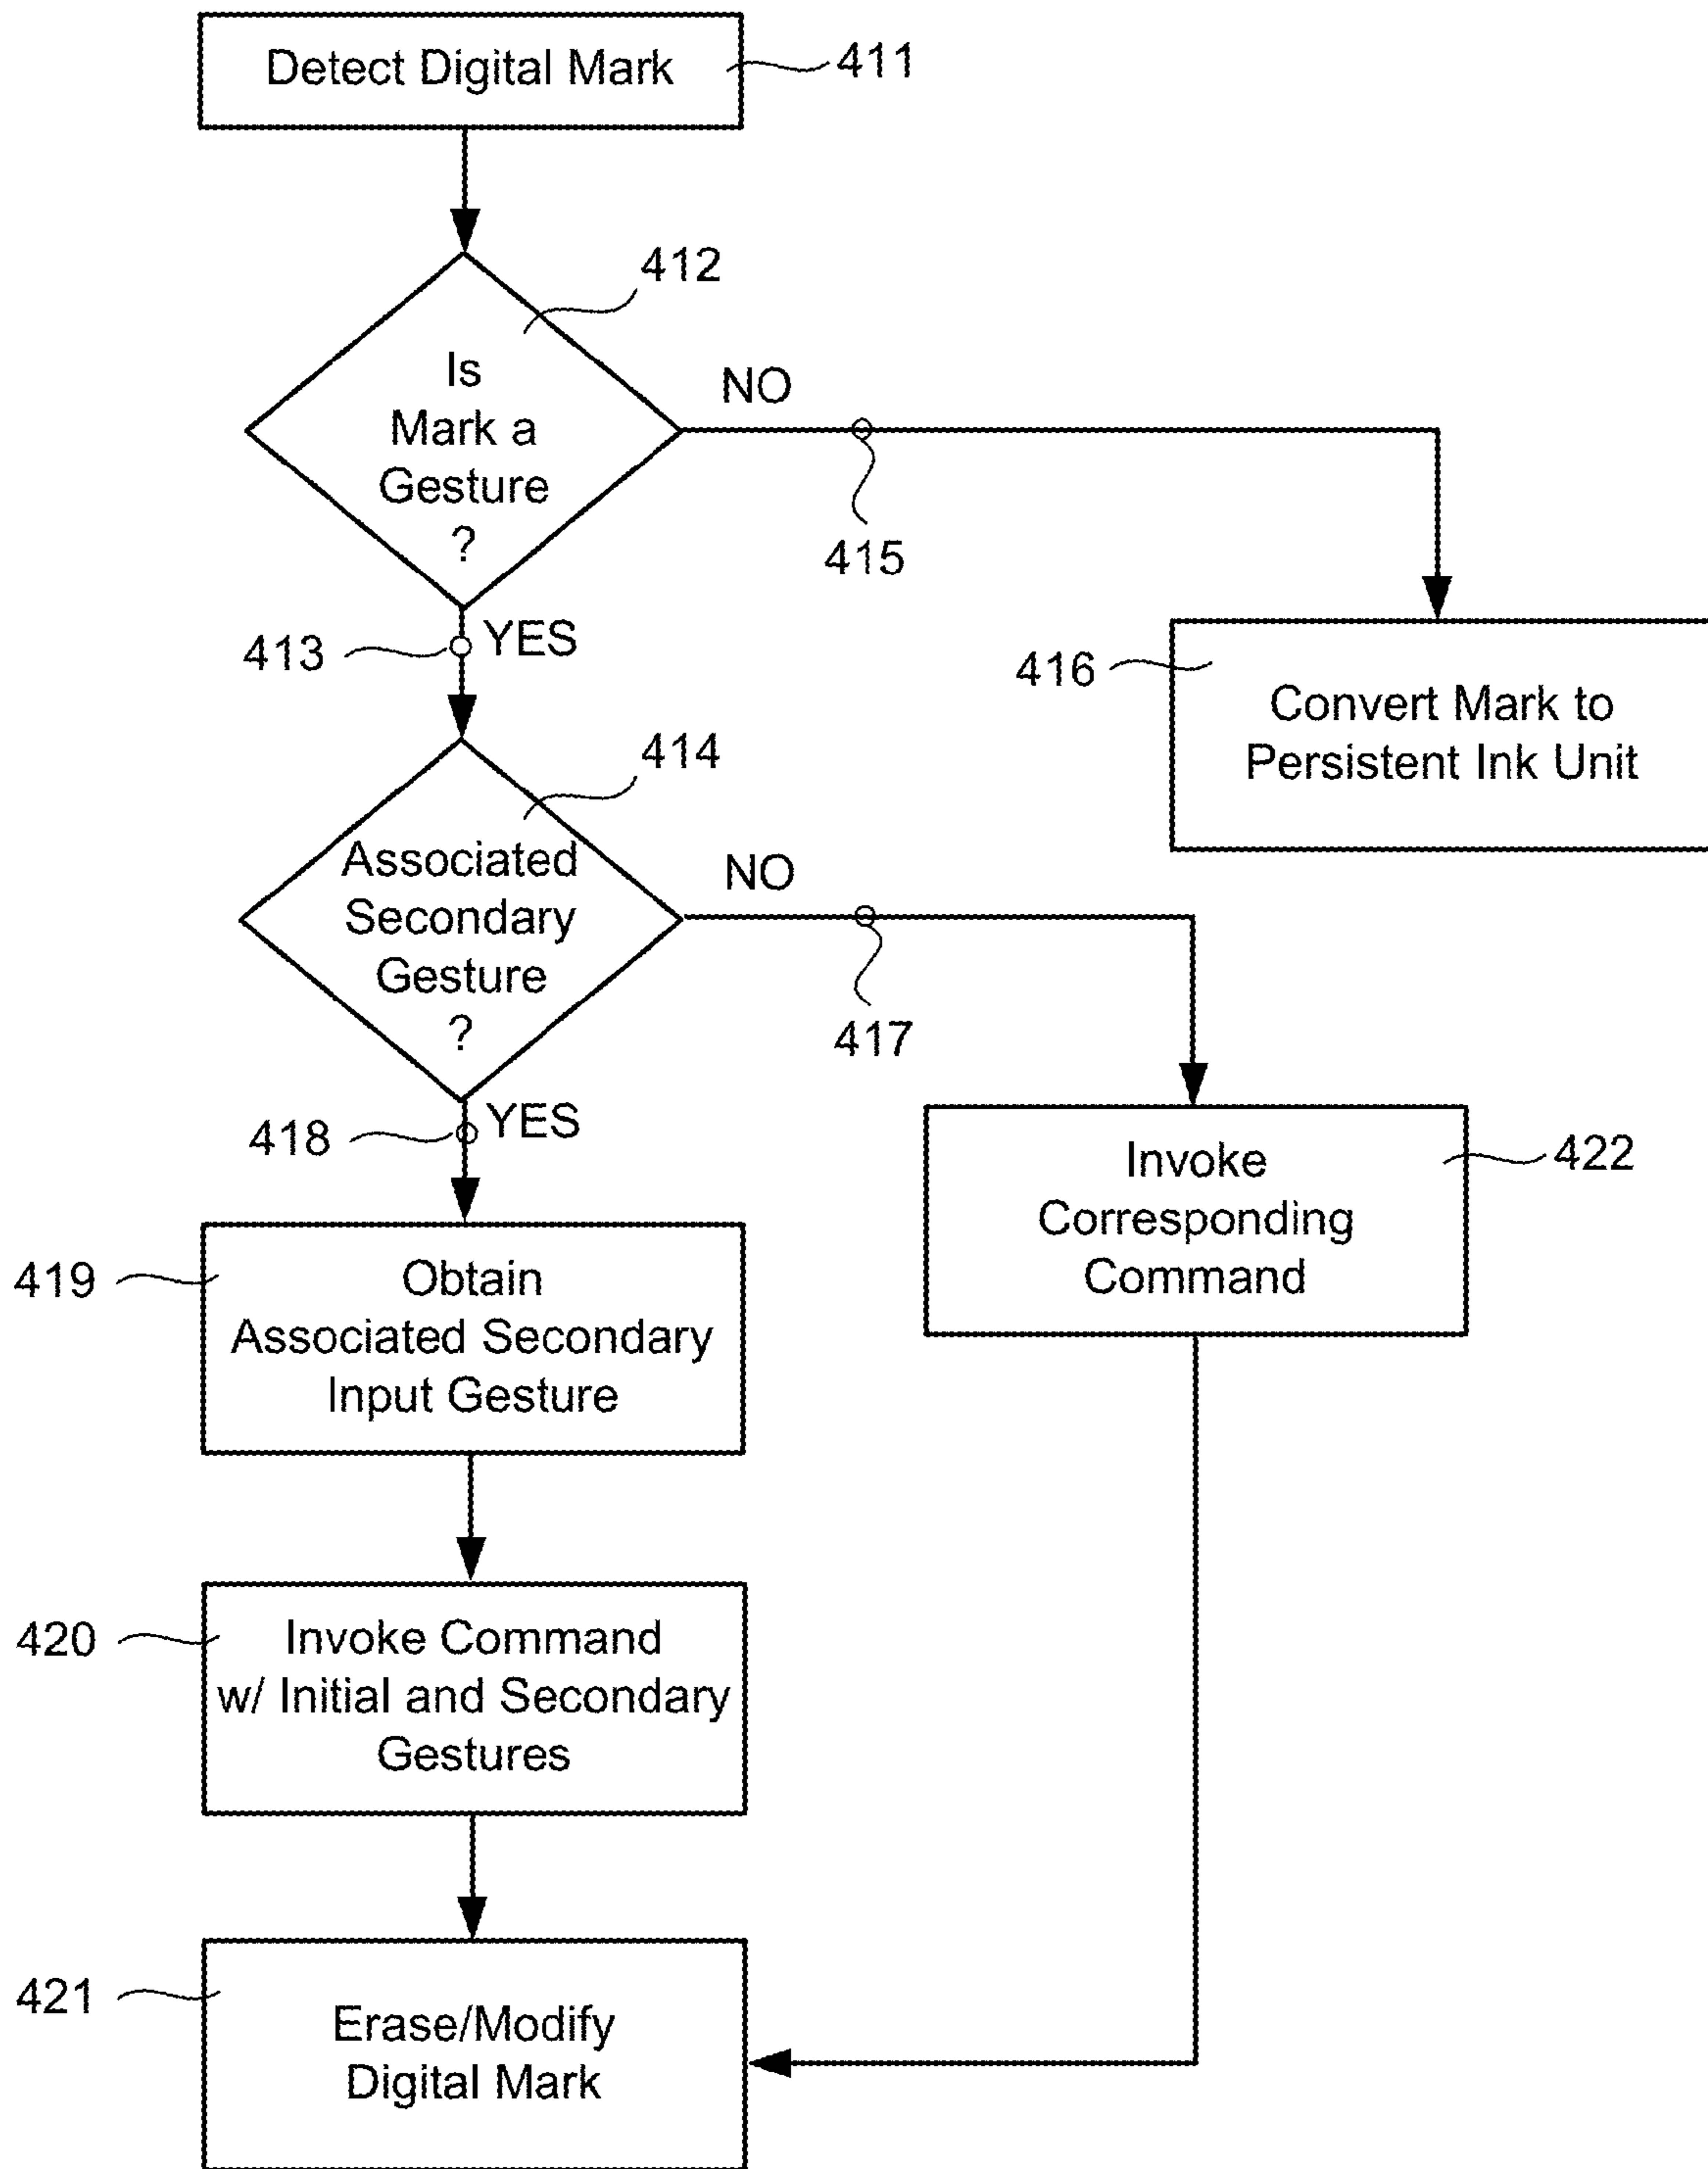 Detect Digital Mark
411
412
Is
Mark a
Gesture
?
NO
415
413
YES
416
Convert Mark to
Persistent Ink Unit
414
Associated
Secondary
Gesture
?
NO
417
418
YES
422
Invoke
Corresponding
Command
419
Obtain
Associated Secondary
Input Gesture
420
Invoke Command
w/ Initial and Secondary
Gestures
421
Erase/Modify
Digital Mark